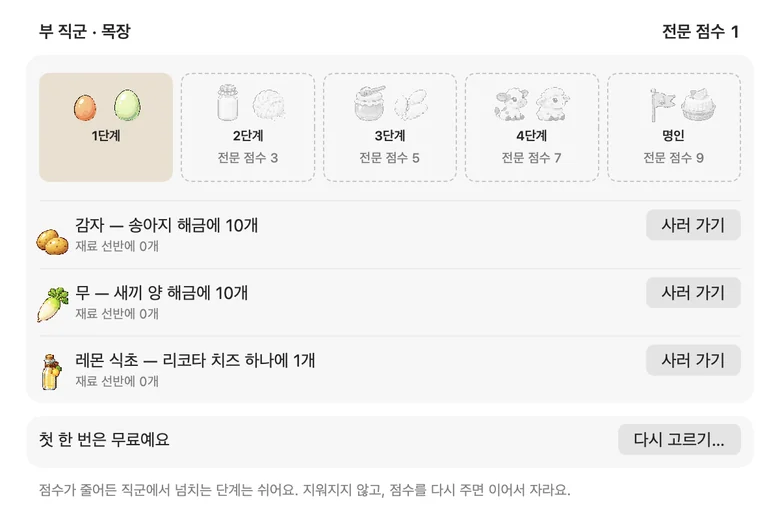 부 직군 · 목장
전문 점수 1
1단계
2단계
전문 점수 3
3단계
전문 점수 5
4단계
전문 점수 7
명인
전문 점수 9
감자 — 송아지 해금에 10개
재료 선반에 0개
사러 가기
무 — 새끼 양 해금에 10개
재료 선반에 0개
사러 가기
레몬 식초 — 리코타 치즈 하나에 1개
재료 선반에 0개
사러 가기
첫 한 번은 무료예요
다시 고르기...
점수가 줄어든 직군에서 넘치는 단계는 쉬어요. 지워지지 않고, 점수를 다시 주면 이어서 자라요.